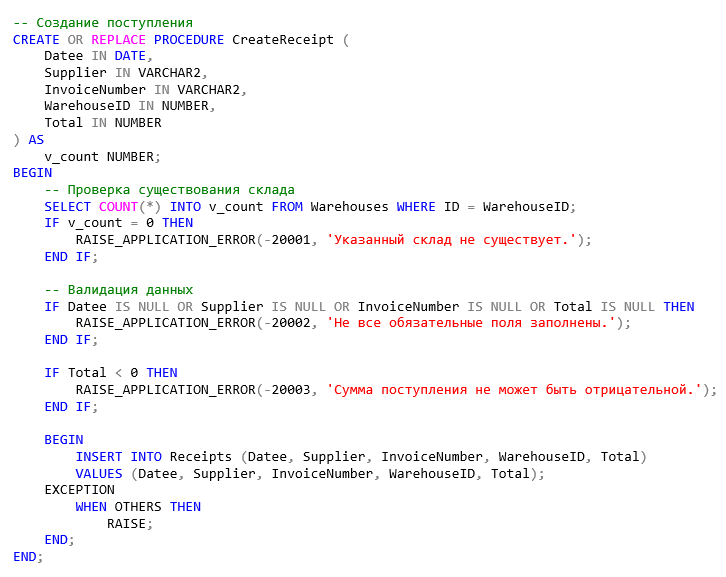 -- Создание поступления
CREATE OR REPLACE PROCEDURE CreateReceipt (
    Datee IN DATE,
    Supplier IN VARCHAR2,
    InvoiceNumber IN VARCHAR2,
    WarehouseID IN NUMBER,
    Total IN NUMBER
) AS
    v_count NUMBER;
BEGIN
    -- Проверка существования склада
    SELECT COUNT(*) INTO v_count FROM Warehouses WHERE ID = WarehouseID;
    IF v_count = 0 THEN
        RAISE_APPLICATION_ERROR(-20001, 'Указанный склад не существует.');
    END IF;

    -- Валидация данных
    IF Datee IS NULL OR Supplier IS NULL OR InvoiceNumber IS NULL OR Total IS NULL THEN
        RAISE_APPLICATION_ERROR(-20002, 'Не все обязательные поля заполнены.');
    END IF;

    IF Total < 0 THEN
        RAISE_APPLICATION_ERROR(-20003, 'Сумма поступления не может быть отрицательной.');
    END IF;

    BEGIN
        INSERT INTO Receipts (Datee, Supplier, InvoiceNumber, WarehouseID, Total)
        VALUES (Datee, Supplier, InvoiceNumber, WarehouseID, Total);
    EXCEPTION
        WHEN OTHERS THEN
            RAISE;
    END;
END;